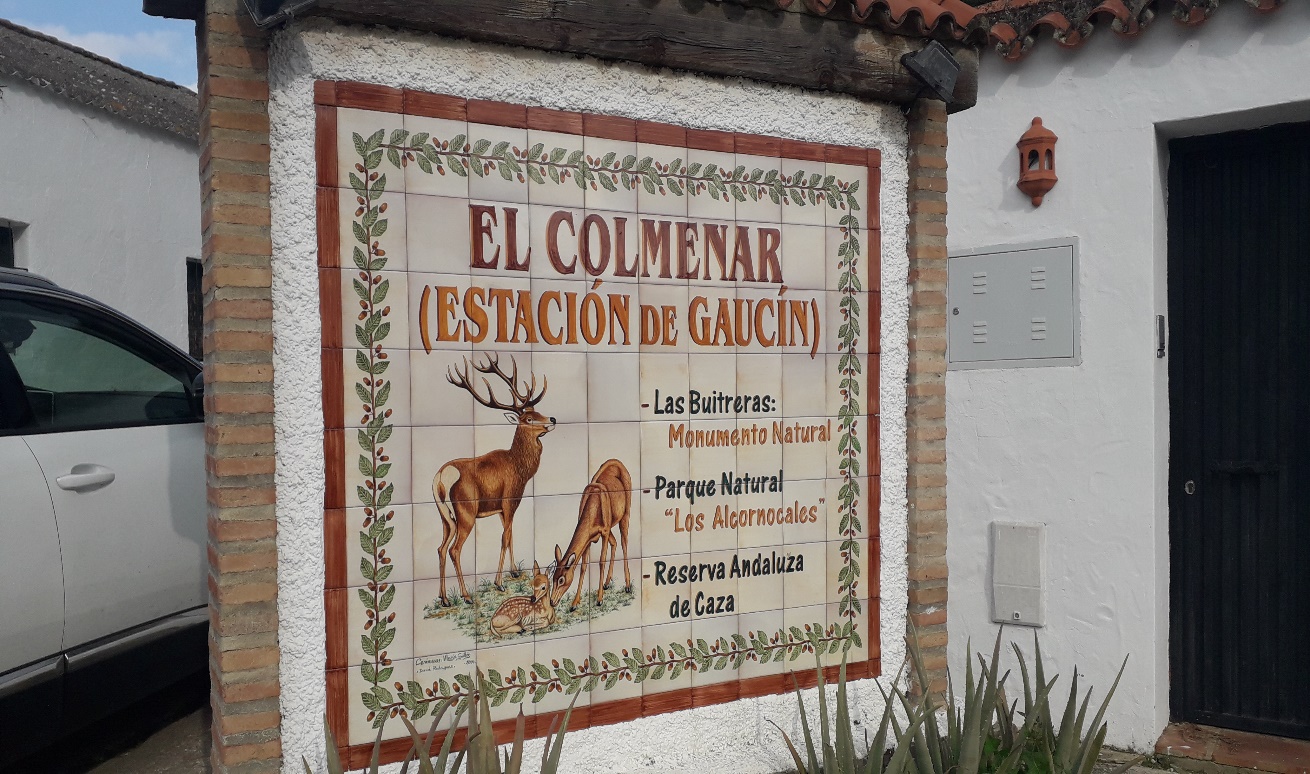 EL COLMENAR
(ESTACIÓN DE GAUCÍN)
- Las Buitreras:
Monumento Natural
- Parque Natural
"Los Alcornocales"
- Reserva Andaluza
de Caza